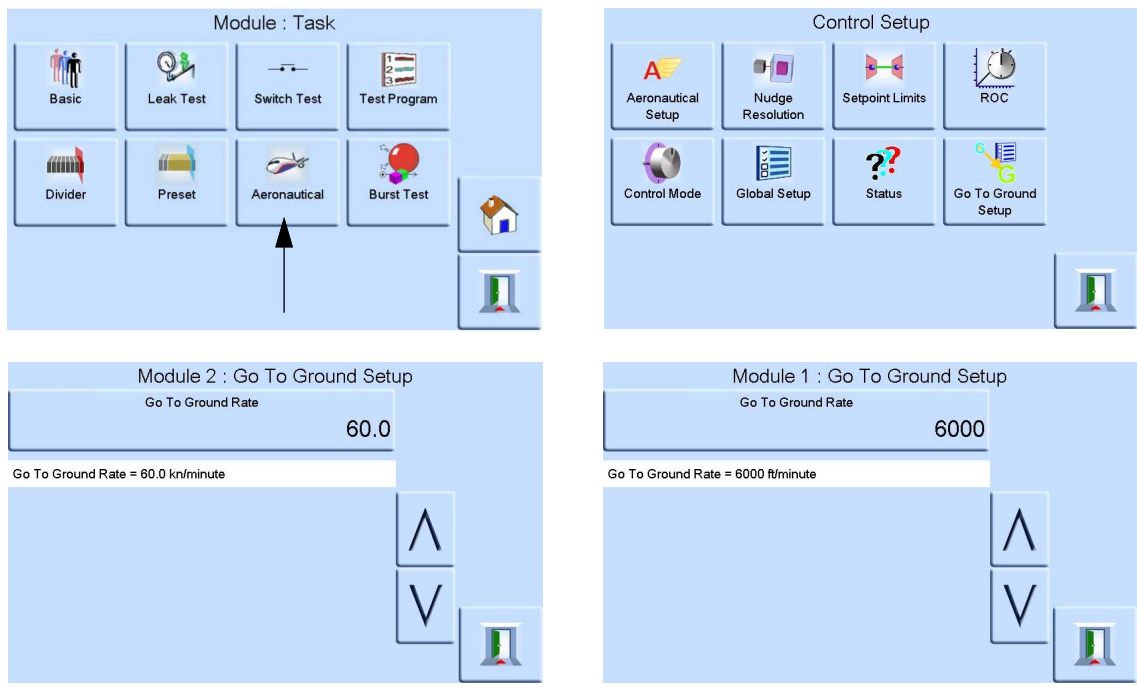 Module : Task
Basic
Leak Test
Switch Test
Test Program
Divider
Preset
Aeronautical
Burst Test
Control Setup
Aeronautical
Setup
Nudge
Resolution
Setpoint Limits
ROC
Control Mode
Global Setup
Status
Go To Ground
Setup
Module 2 : Go To Ground Setup
Go To Ground Rate
60.0
Go To Ground Rate = 60.0 kn/minute
Module 1 : Go To Ground Setup
Go To Ground Rate
6000
Go To Ground Rate = 6000 ft/minute